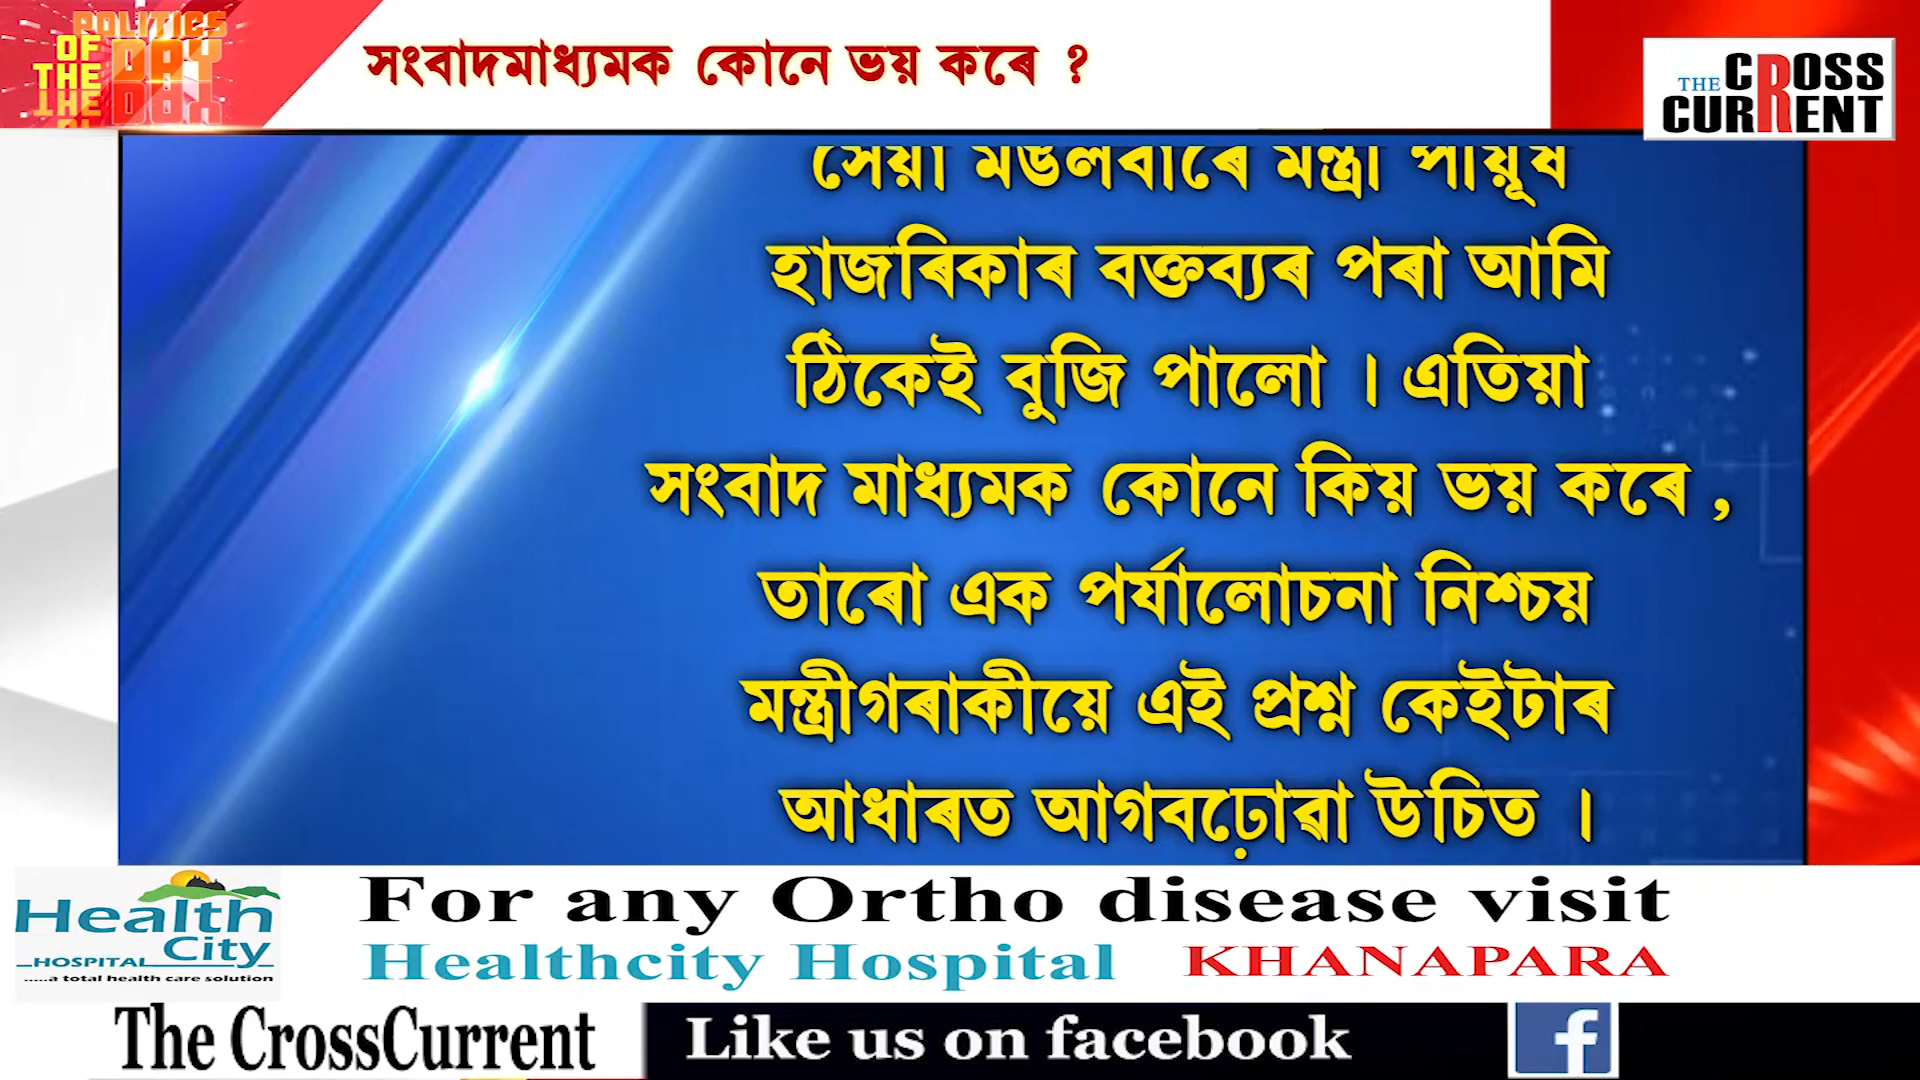 POLITICS
OF
THE
DAY
সংবাদমাধ্যমক কোনে ভয় কৰে ?
THE CROSS
CURRENT
সেয়া মঙলবাৰে মন্ত্ৰী পীয়ূষ
হাজৰিকাৰ বক্তব্যৰ পৰা আমি
ঠিকেই বুজি পালো । এতিয়া
সংবাদ মাধ্যমক কোনে কিয় ভয় কৰে ,
তাৰো এক পৰ্যালোচনা নিশ্চয়
মন্ত্ৰীগৰাকীয়ে এই প্ৰশ্ন কেইটাৰ
আধাৰত আগবঢ়োৱা উচিত ।
Health
City
HOSPITAL
.....a total health care solution
For any Ortho disease visit
Healthcity Hospital KHANAPARA
The CrossCurrent
Like us on facebook
f